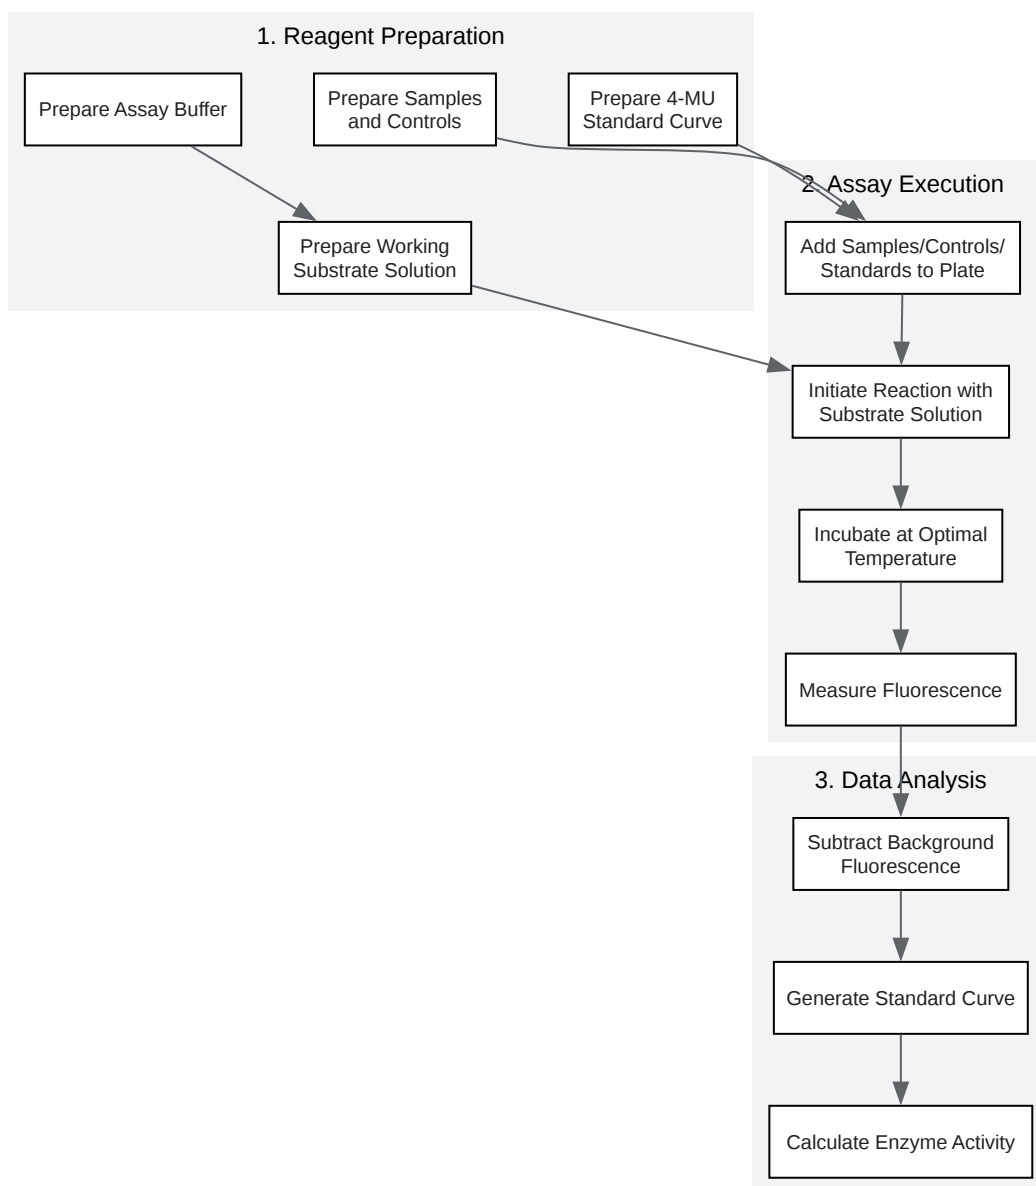 1. Reagent Preparation
Prepare Assay Buffer
Prepare Samples
and Controls
Prepare 4-MU
Standard Curve
Prepare Working
Substrate Solution
2. Assay Execution
Add Samples/Controls/
Standards to Plate
Initiate Reaction with
Substrate Solution
Incubate at Optimal
Temperature
Measure Fluorescence
3. Data Analysis
Subtract Background
Fluorescence
Generate Standard Curve
Calculate Enzyme Activity